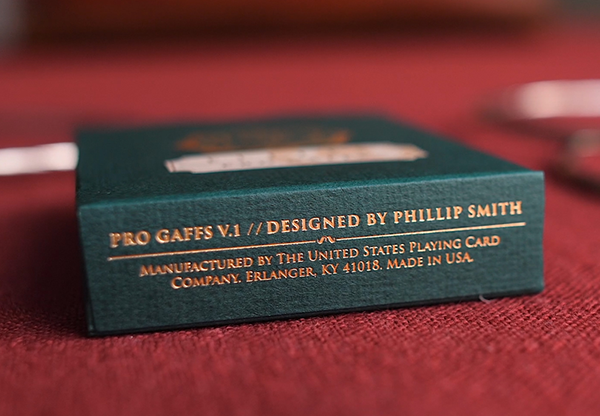 PRO GAFFS V.1 // DESIGNED BY PHILLIP SMITH
MANUFACTURED BY THE UNITED STATES PLAYING CARD
COMPANY. ERLANGER, KY 41018. MADE IN USA.